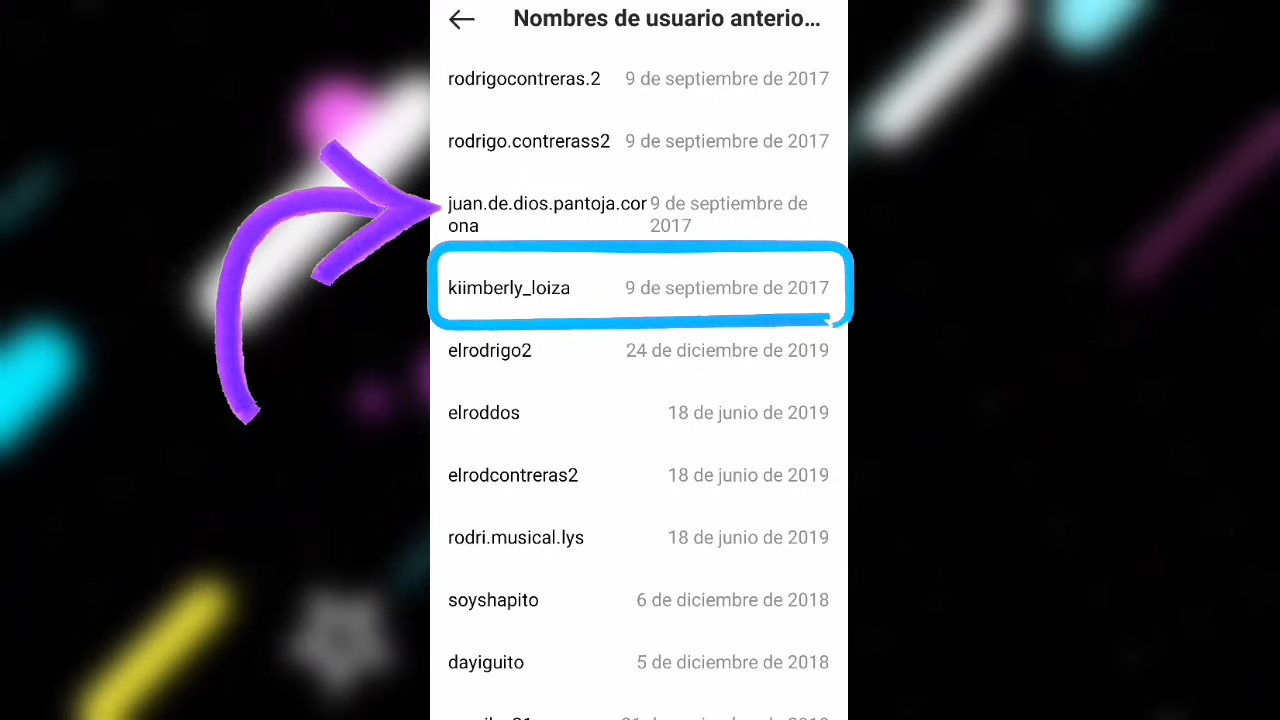 Nombres de usuario anterio...
rodrigocontreras.2 9 de septiembre de 2017
rodrigo.contrerass2 9 de septiembre de 2017
juan.de.dios.pantoja.cor 9 de septiembre de
ona 2017
kiimberly_loiza 9 de septiembre de 2017
elrodrigo2 24 de diciembre de 2019
elroddos 18 de junio de 2019
elrodcontreras2 18 de junio de 2019
rodri.musical.lys 18 de junio de 2019
soyshapito 6 de diciembre de 2018
dayiguito 5 de diciembre de 2018